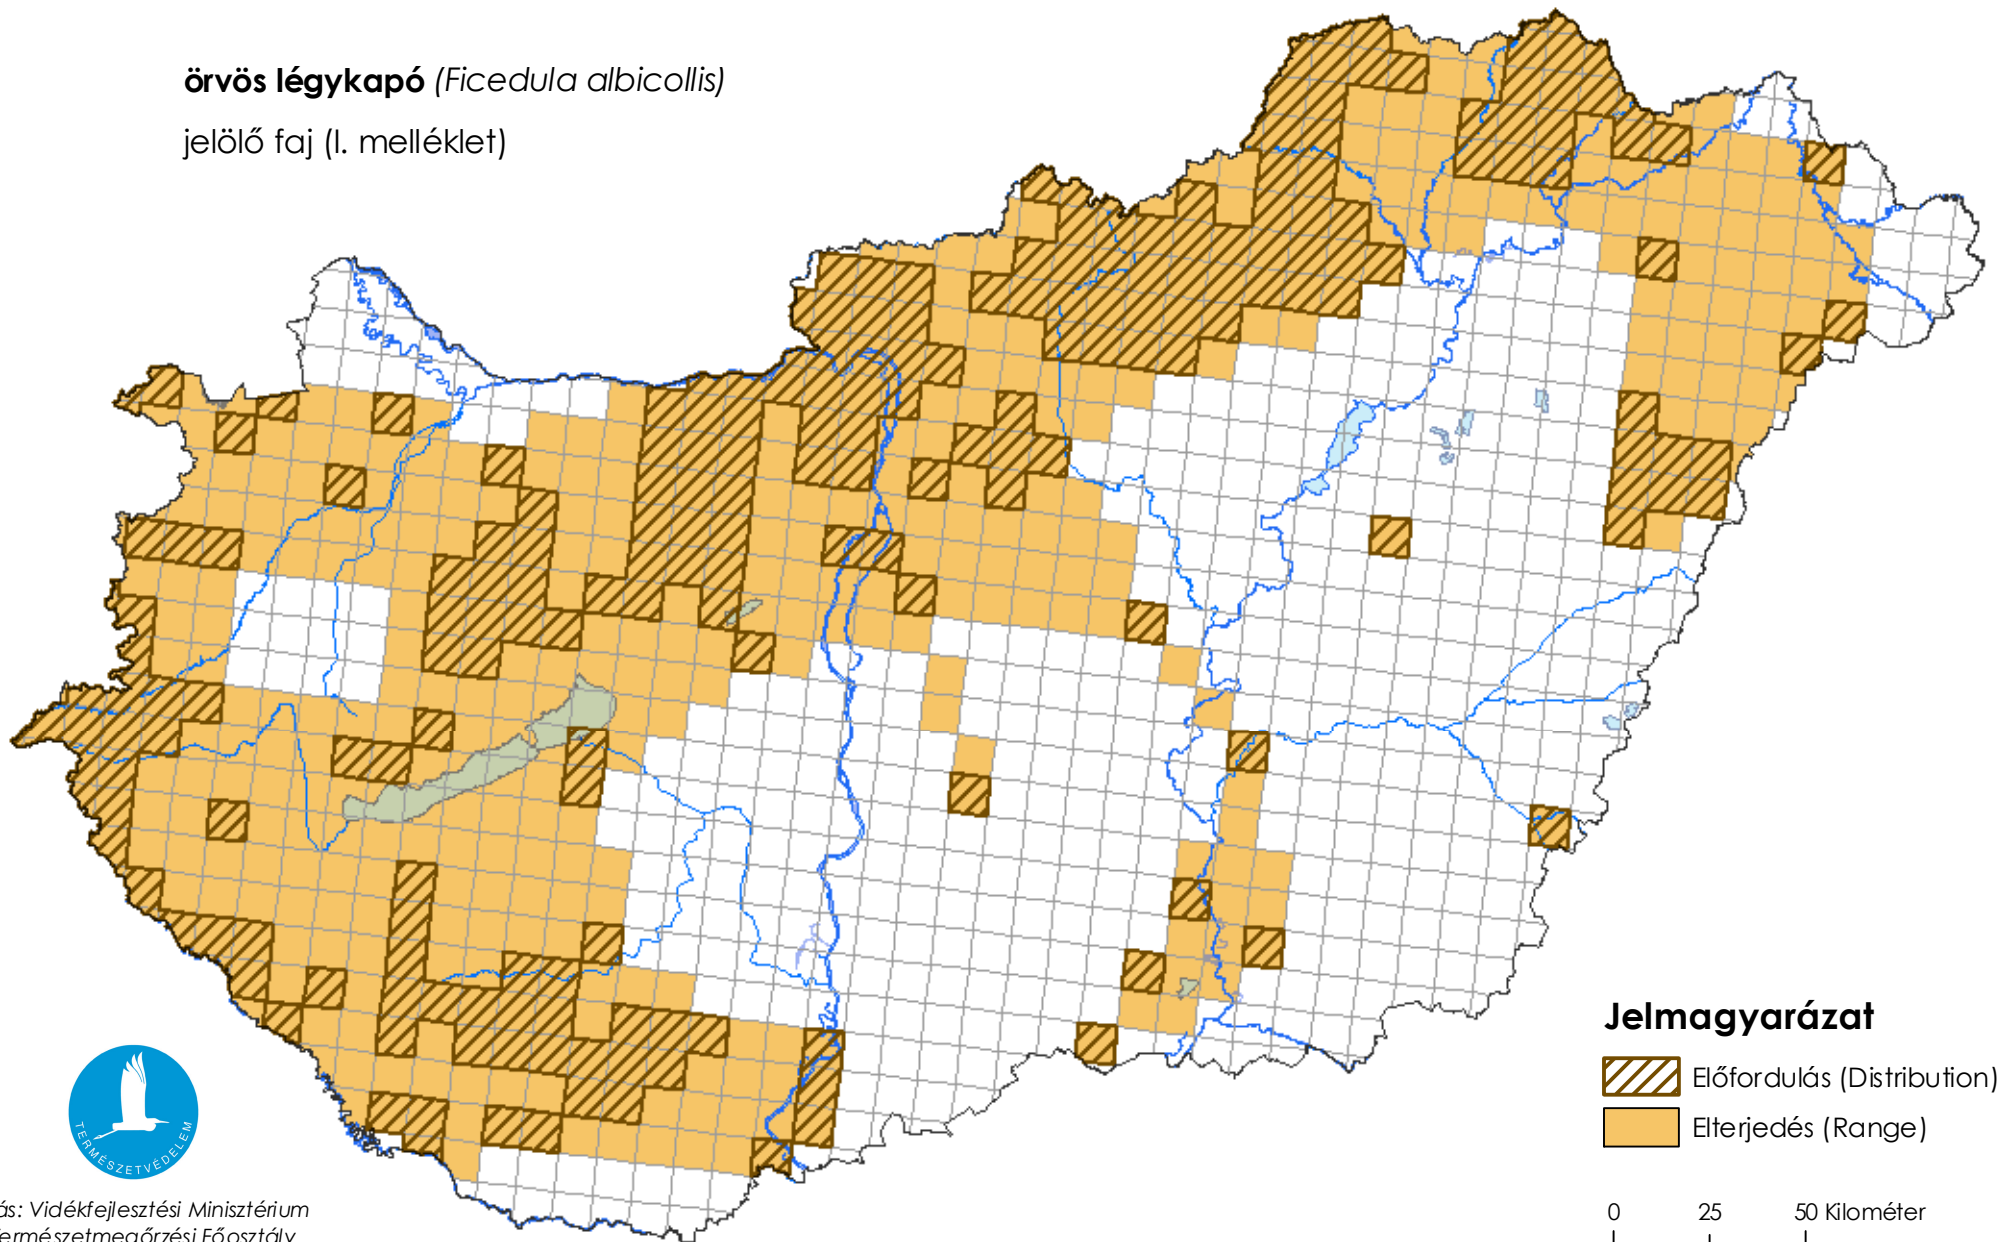 örvös légykapó (Ficedula albicollis)
jelölő faj (I. melléklet)
Jelmagyarázat
Előfordulás (Distribution)
Elterjedés (Range)
0 25 50 Kilométer
TERMÉSZETVÉDELEM
Vidékfejlesztési Minisztérium
Természetmegőrzési Főosztály